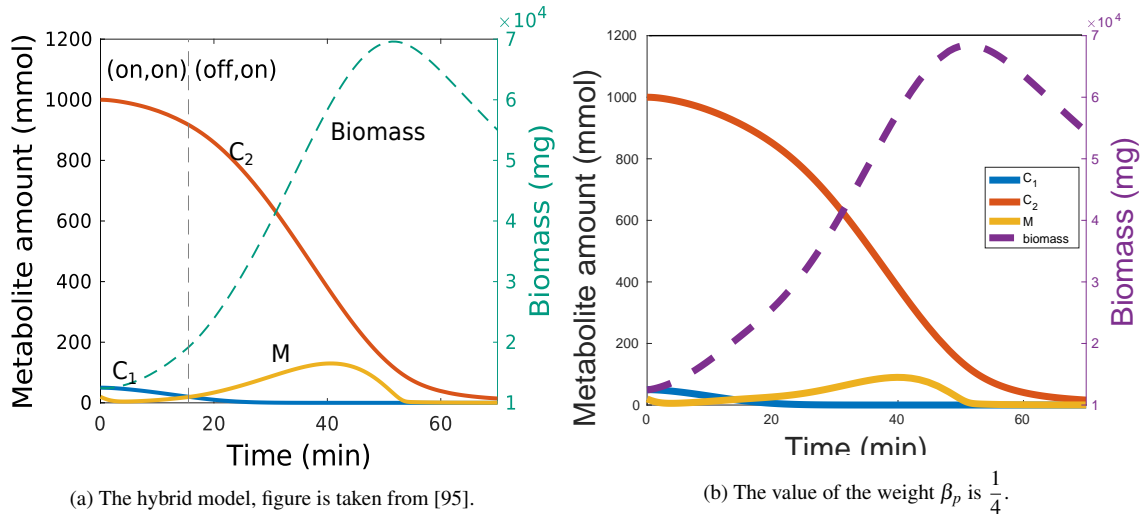 ×10⁴
1200
1000
800
600
400
200
0
0
20
40
60
7
6
5
4
3
2
1
(on,on)
(off,on)
C₂
Biomass
C₁
M
Metabolite amount (mmol)
Biomass (mg)
Time (min)
(a) The hybrid model, figure is taken from [95].
×10⁴
1200
1000
800
600
400
200
0
0
20
40
60
7
6
5
4
3
2
1
C₁
C₂
M
biomass
Metabolite amount (mmol)
Biomass (mg)
Time (min)
(b) The value of the weight βₚ is 1/4.